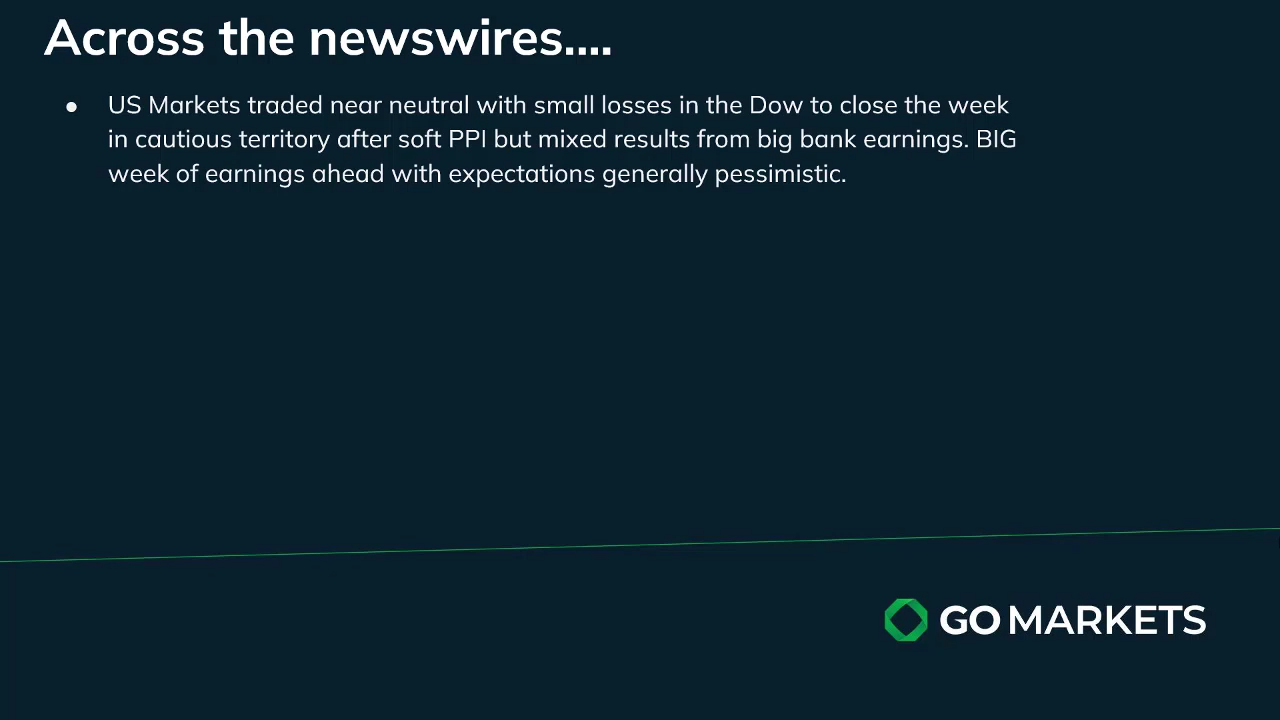 Across the newswires....
● US Markets traded near neutral with small losses in the Dow to close the week
in cautious territory after soft PPI but mixed results from big bank earnings. BIG
week of earnings ahead with expectations generally pessimistic.
GO MARKETS